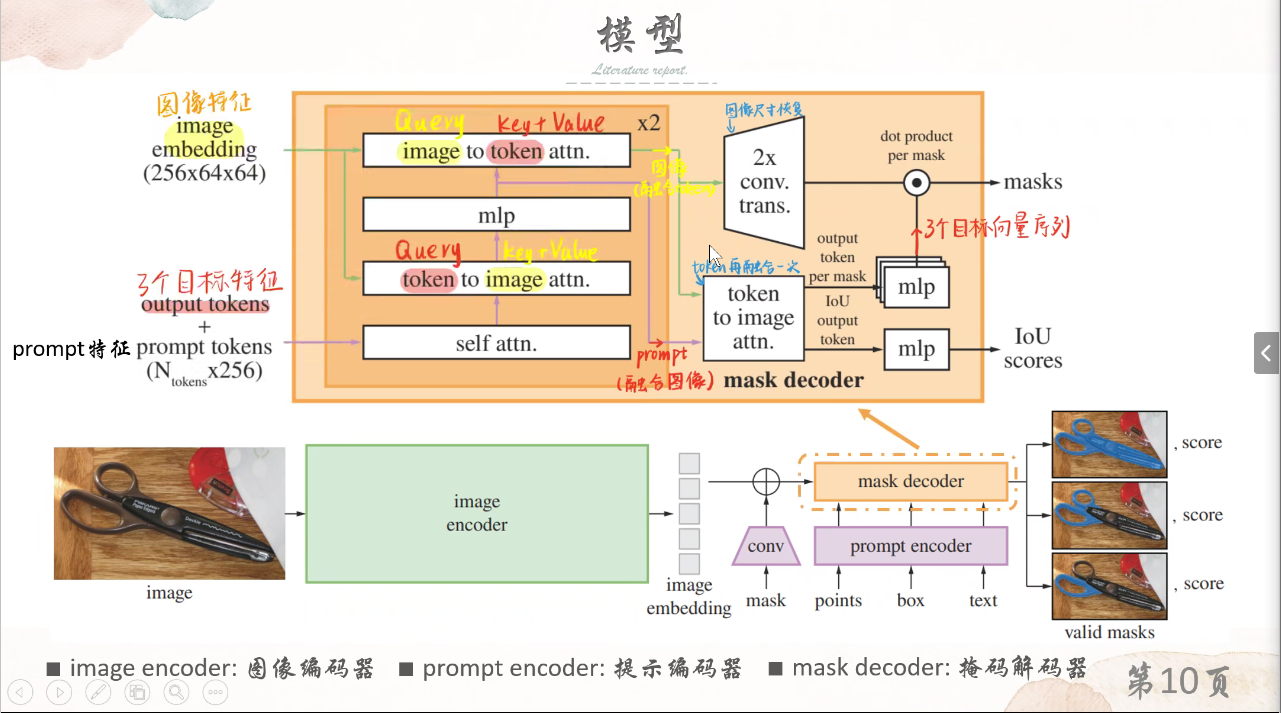 模型
Literature report.
图像特征
image
embedding
(256x64x64)
3个目标特征
output tokens
+
prompt特征
prompt tokens
(Ntokensx256)
Query
Key+Value
x2
image to token attn.
mlp
Query
Key+Value
token to image attn.
self attn.
图像
(融合token)
prompt
(融合图像)
图像尺寸恢复
2x
conv.
trans.
token再融合一次
token
to image
attn.
mask decoder
dot product
per mask
masks
3个目标向量序列
output
token
per mask
mlp
IoU
output
token
mlp
IoU
scores
image
image
encoder
image
embedding
conv
mask
mask decoder
prompt encoder
points
box
text
, score
, score
, score
valid masks
■ image encoder: 图像编码器 ■ prompt encoder: 提示编码器 ■ mask decoder: 掩码解码器
第10页